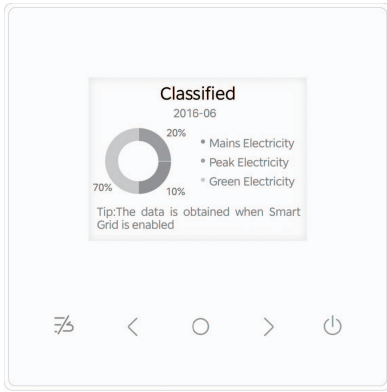 Classified
2016-06
20%
• Mains Electricity
• Peak Electricity
70%
• Green Electricity
10%
Tip:The data is obtained when Smart
Grid is enabled